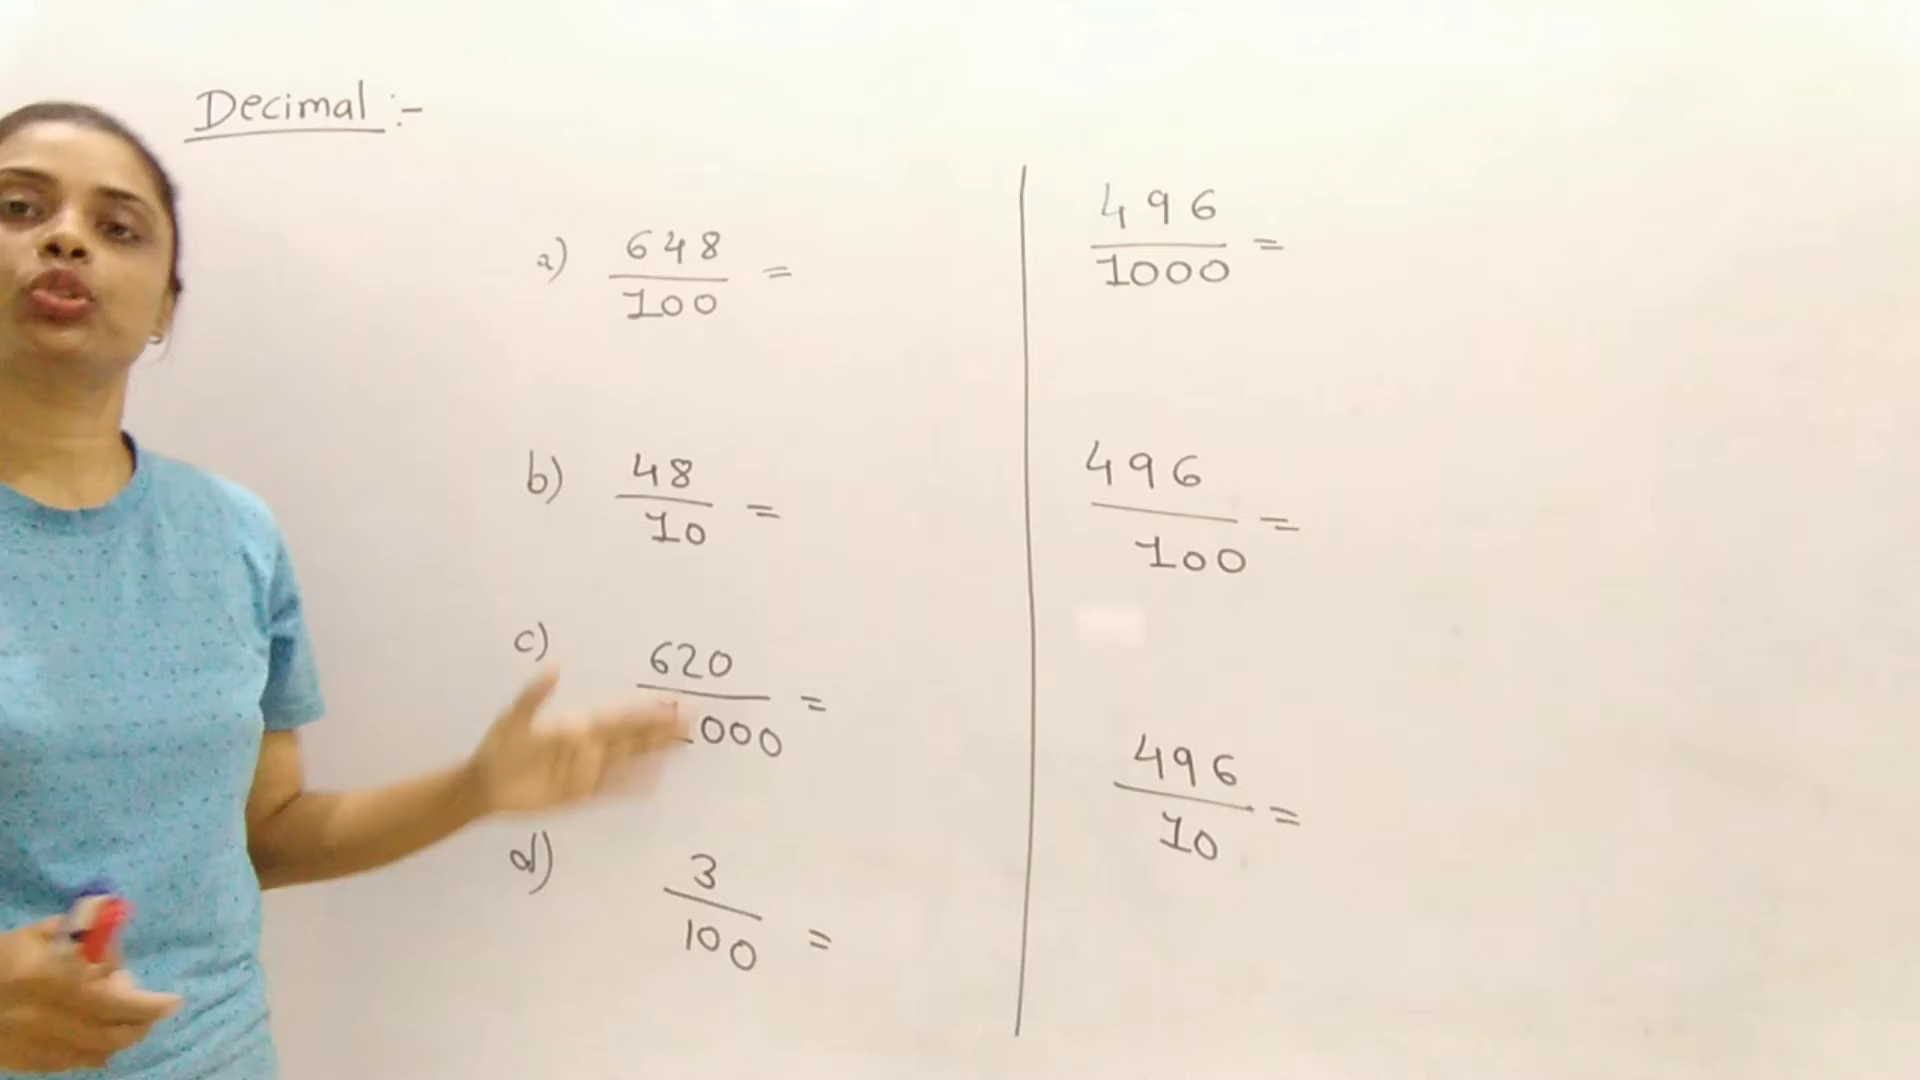 Decimal :-
a) 648
100 =
b) 48
10 =
c) 620
1000 =
d) 3
100 =
496
1000 =
496
100 =
496
10 =